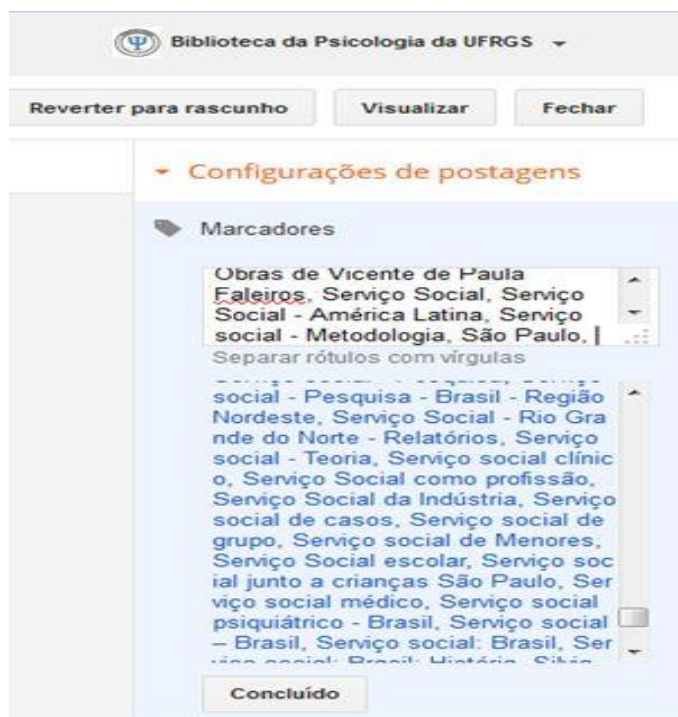 Biblioteca da Psicologia da UFRGS
Reverter para rascunho Visualizar Fechar
Configurações de postagens
Marcadores
Obras de Vicente de Paula
Faleiros, Serviço Social, Serviço
Social - América Latina, Serviço
social - Metodologia, São Paulo,
Separar rótulos com vírgulas
social - Pesquisa - Brasil - Região
Nordeste, Serviço Social - Rio Gra
nde do Norte - Relatórios, Serviço
social - Teoria, Serviço social clínic
o, Serviço Social como profissão,
Serviço Social da Indústria, Serviço
social de casos, Serviço social de
grupo, Serviço social de Menores,
Serviço Social escolar, Serviço soc
ial junto a crianças São Paulo, Ser
viço social médico, Serviço social
psiquiátrico - Brasil, Serviço social
– Brasil, Serviço social: Brasil, Ser
viço social: Brasil: História, Silvia
Concluído